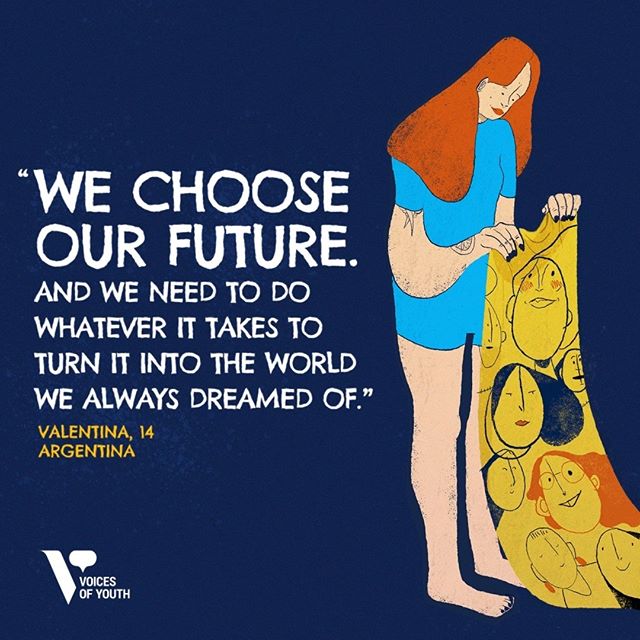 “WE CHOOSE
OUR FUTURE.
AND WE NEED TO DO
WHATEVER IT TAKES TO
TURN IT INTO THE WORLD
WE ALWAYS DREAMED OF.”
VALENTINA, 14
ARGENTINA
VOICES
OF YOUTH